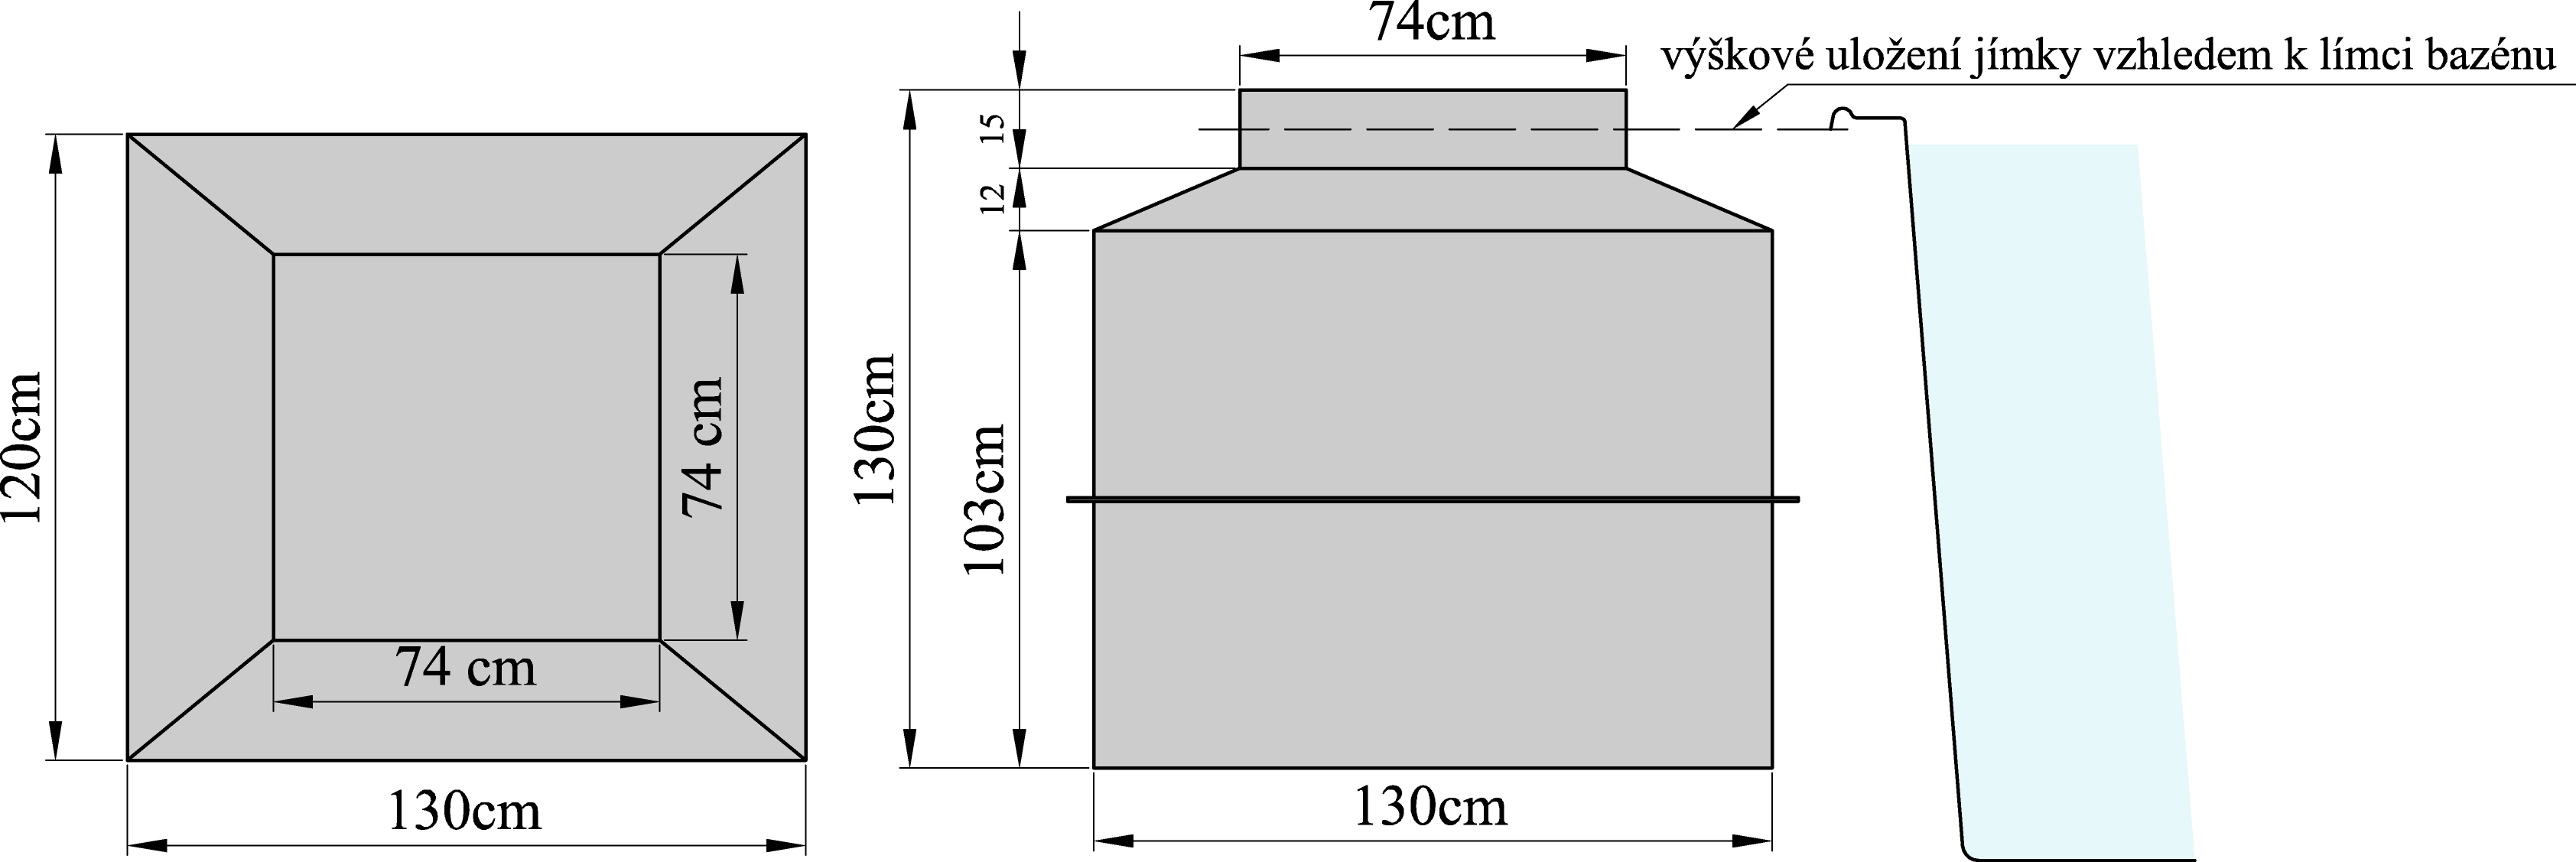 120cm
74 cm
74 cm
130cm
74cm
výškové uložení jímky vzhledem k límci bazénu
15
12
130cm
103cm
130cm